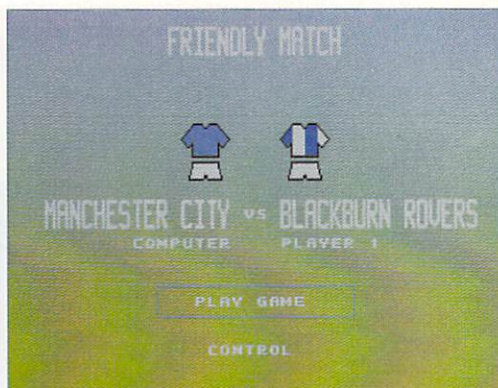 FRIENDLY MATCH
MANCHESTER CITY vs BLACKBURN ROVERS
COMPUTER PLAYER 1
PLAY GAME
CONTROL